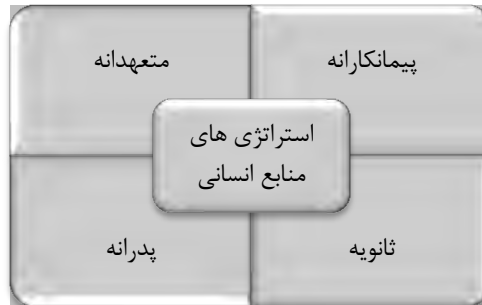 پیمانکارانه
متعهدانه
استراتژی های
منابع انسانی
ثانویه
پدرانه